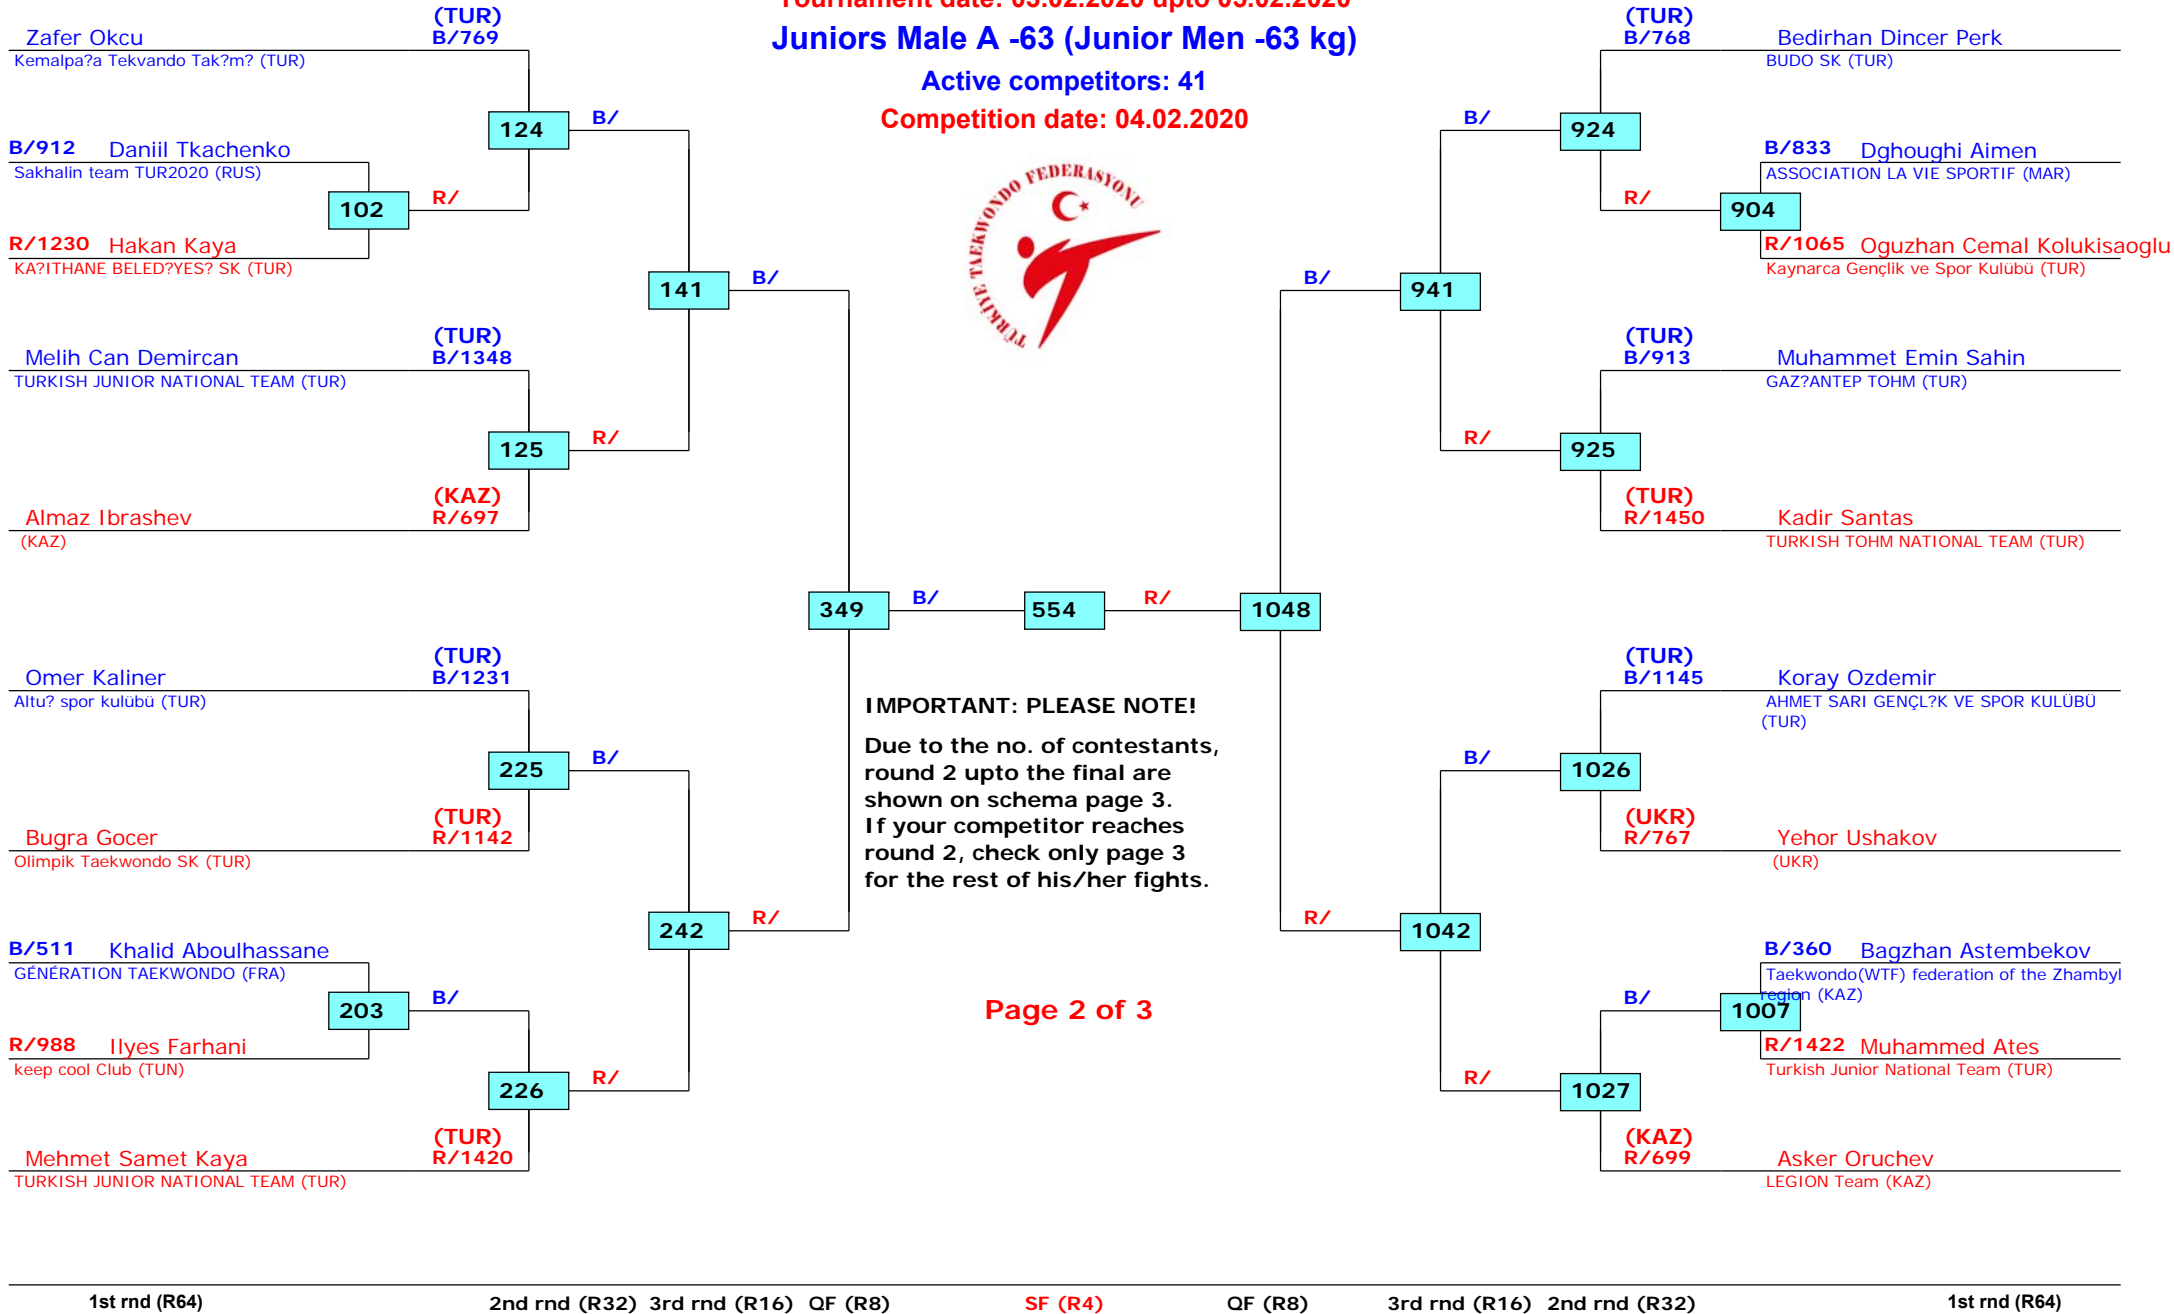 Tournament date: 03.02.2020 upto 05.02.2020
Juniors Male A -63 (Junior Men -63 kg)
Active competitors: 41
Competition date: 04.02.2020
TÜRKİYE TAEKWONDO FEDERASYONU
Zafer Okcu
(TUR)
B/769
Kemalpa?a Tekvando Tak?m? (TUR)
124
B/
B/912 Daniil Tkachenko
Sakhalin team TUR2020 (RUS)
102
R/
R/1230 Hakan Kaya
KA?ITHANE BELED?YES? SK (TUR)
141
B/
Melih Can Demircan
(TUR)
B/1348
TURKISH JUNIOR NATIONAL TEAM (TUR)
125
R/
Almaz Ibrashev
(KAZ)
R/697
(KAZ)
349
B/
554
R/
1048
Omer Kaliner
(TUR)
B/1231
Altu? spor kulübü (TUR)
225
B/
Bugra Gocer
(TUR)
R/1142
Olimpik Taekwondo SK (TUR)
242
R/
B/511 Khalid Aboulhassane
GÉNÉRATION TAEKWONDO (FRA)
203
B/
R/988 Ilyes Farhani
keep cool Club (TUN)
226
R/
Mehmet Samet Kaya
(TUR)
R/1420
TURKISH JUNIOR NATIONAL TEAM (TUR)
IMPORTANT: PLEASE NOTE!
Due to the no. of contestants,
round 2 upto the final are
shown on schema page 3.
If your competitor reaches
round 2, check only page 3
for the rest of his/her fights.
Page 2 of 3
(TUR)
B/768
Bedirhan Dincer Perk
BUDO SK (TUR)
B/
924
B/833 Dghoughi Aimen
ASSOCIATION LA VIE SPORTIF (MAR)
R/
904
R/1065 Oguzhan Cemal Kolukisaoglu
Kaynarca Gençlik ve Spor Kulübü (TUR)
B/
941
(TUR)
B/913
Muhammet Emin Sahin
GAZ?ANTEP TOHM (TUR)
R/
925
(TUR)
R/1450
Kadir Santas
TURKISH TOHM NATIONAL TEAM (TUR)
(TUR)
B/1145
Koray Ozdemir
AHMET SARI GENÇL?K VE SPOR KULÜBÜ
(TUR)
B/
1026
(UKR)
R/767
Yehor Ushakov
(UKR)
R/
1042
B/360 Bagzhan Astembekov
Taekwondo(WTF) federation of the Zhambyl
region (KAZ)
B/
1007
R/1422 Muhammed Ates
Turkish Junior National Team (TUR)
R/
1027
(KAZ)
R/699
Asker Oruchev
LEGION Team (KAZ)
1st rnd (R64) 2nd rnd (R32) 3rd rnd (R16) QF (R8) SF (R4) QF (R8) 3rd rnd (R16) 2nd rnd (R32) 1st rnd (R64)